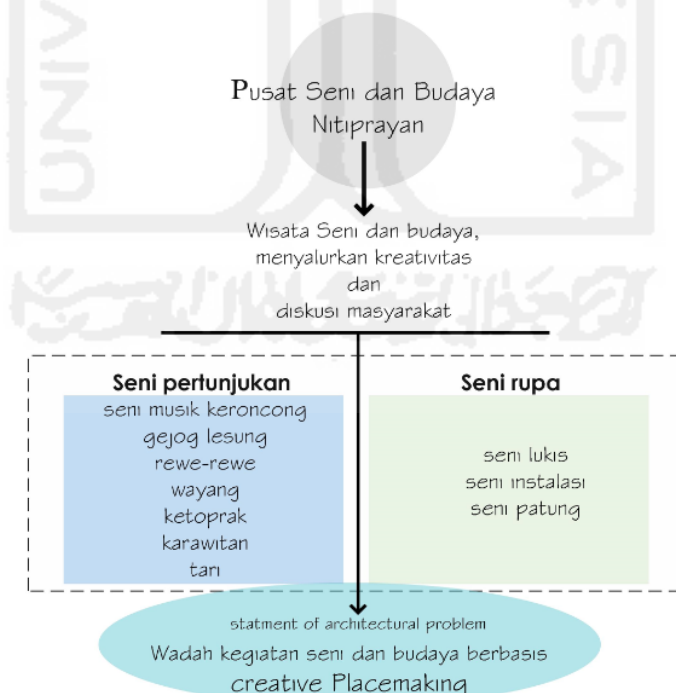 Pusat Seni dan Budaya
Nitiprayan
Wisata Seni dan budaya,
menyalurkan kreativitas
dan
diskusi masyarakat
Seni pertunjukan
seni musik keroncong
gejog lesung
rewe-rewe
wayang
ketoprak
karawitan
tari
Seni rupa
seni lukis
seni instalasi
seni patung
statment of architectural problem
Wadah kegiatan seni dan budaya berbasis
creative Placemaking